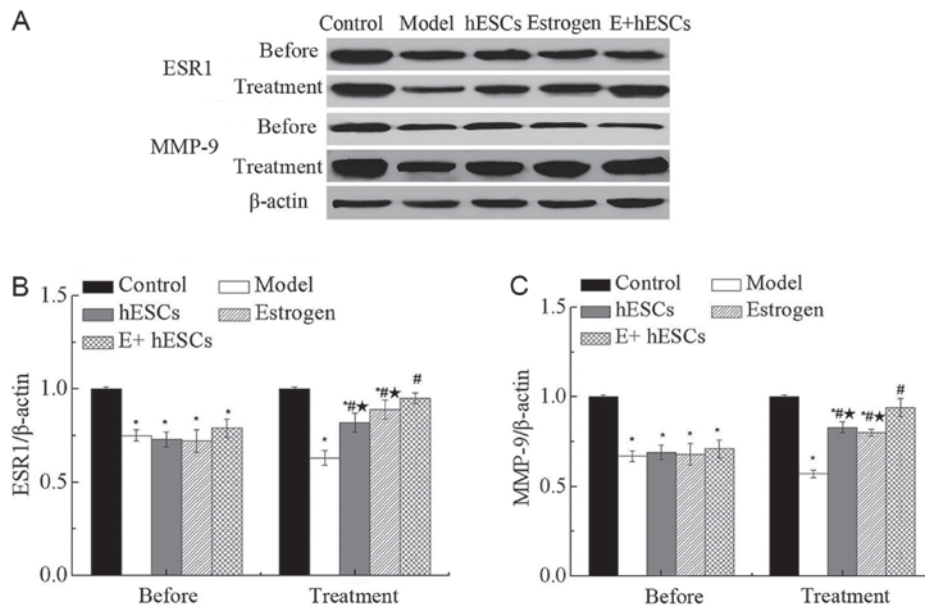 A
Control Model hESCs Estrogen E+hESCs
ESR1
Before
Treatment
MMP-9
Before
Treatment
β-actin
B
Control Model
hESCs Estrogen
E+ hESCs
ESR1/β-actin
1.5
1.0
0.5
0.0
* * * *
* *#★ *#★ #
Before Treatment
C
Control Model
hESCs Estrogen
E+ hESCs
MMP-9/β-actin
1.5
1.0
0.5
0.0
* * * *
* *#★ *#★ #
Before Treatment